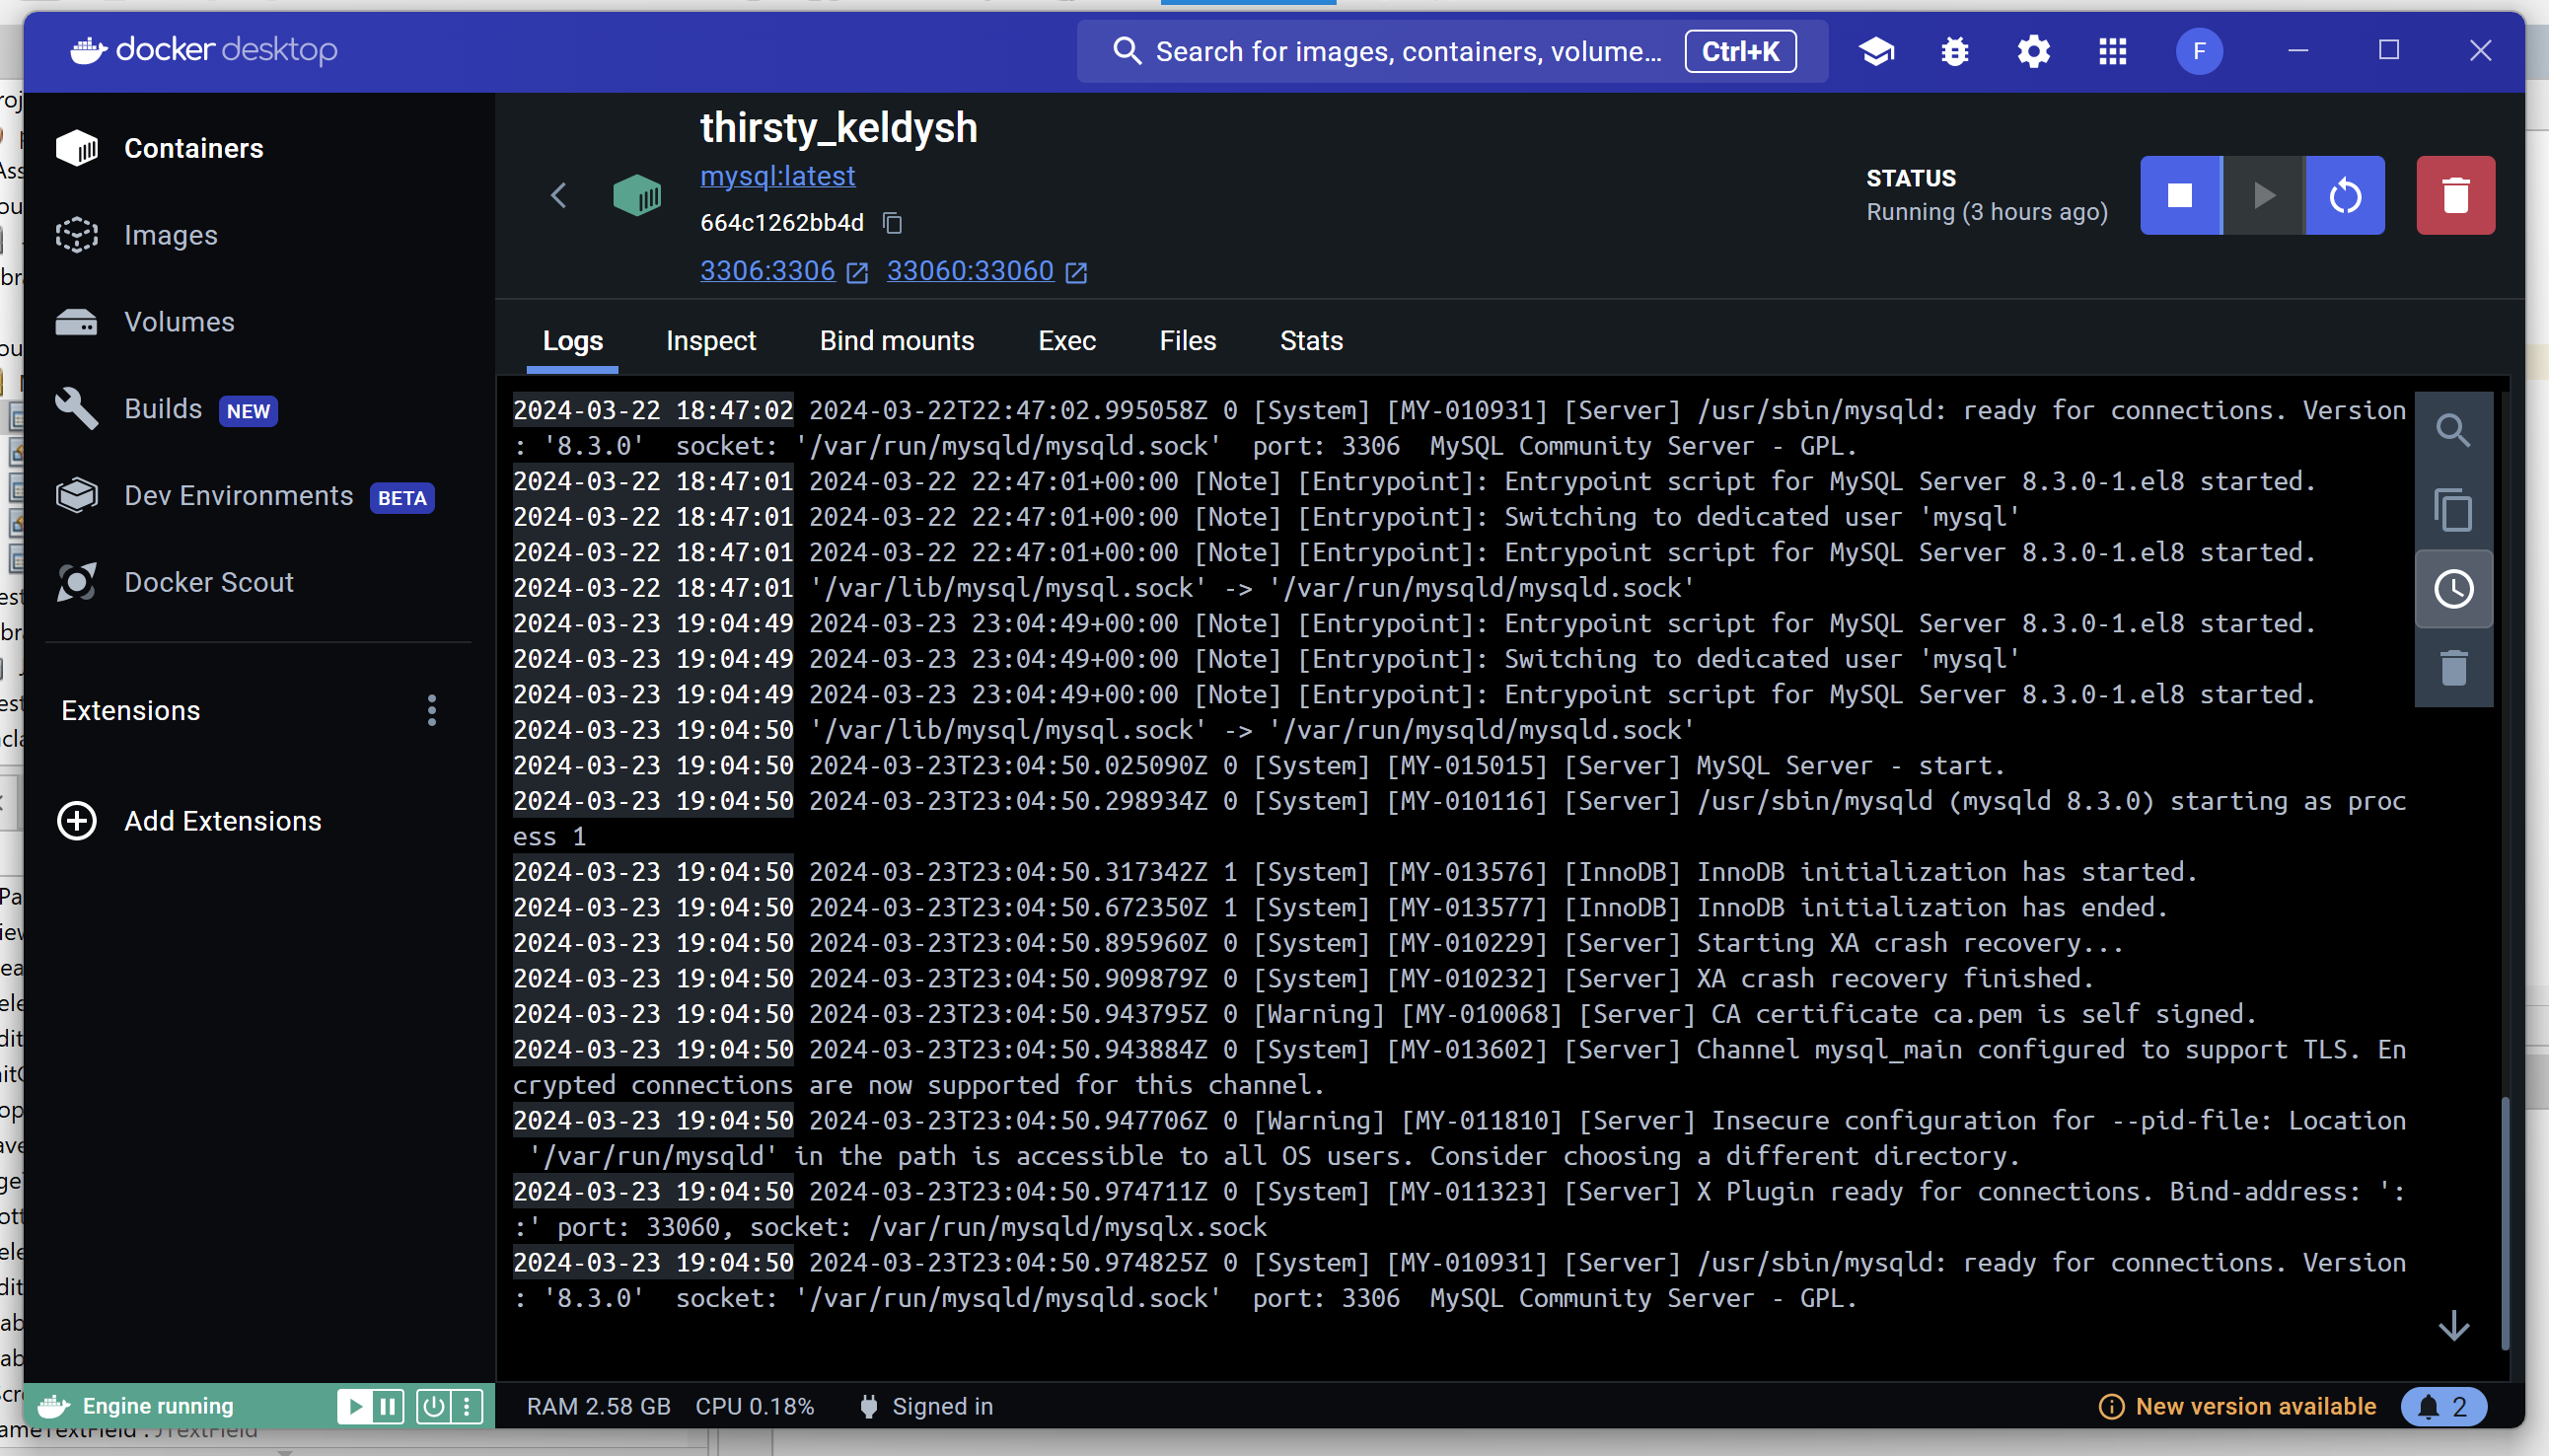 docker desktop
Search for images, containers, volume... Ctrl+K
F
Containers
Images
Volumes
Builds NEW
Dev Environments BETA
Docker Scout
Extensions
Add Extensions
thirsty_keldysh
mysql:latest
664c1262bb4d
3306:3306 33060:33060
STATUS
Running (3 hours ago)
Logs Inspect Bind mounts Exec Files Stats
2024-03-22 18:47:02 2024-03-22T22:47:02.995058Z 0 [System] [MY-010931] [Server] /usr/sbin/mysqld: ready for connections. Version
: '8.3.0'  socket: '/var/run/mysqld/mysqld.sock'  port: 3306  MySQL Community Server - GPL.
2024-03-22 18:47:01 2024-03-22 22:47:01+00:00 [Note] [Entrypoint]: Entrypoint script for MySQL Server 8.3.0-1.el8 started.
2024-03-22 18:47:01 2024-03-22 22:47:01+00:00 [Note] [Entrypoint]: Switching to dedicated user 'mysql'
2024-03-22 18:47:01 2024-03-22 22:47:01+00:00 [Note] [Entrypoint]: Entrypoint script for MySQL Server 8.3.0-1.el8 started.
2024-03-22 18:47:01 '/var/lib/mysql/mysql.sock' -> '/var/run/mysqld/mysqld.sock'
2024-03-23 19:04:49 2024-03-23 23:04:49+00:00 [Note] [Entrypoint]: Entrypoint script for MySQL Server 8.3.0-1.el8 started.
2024-03-23 19:04:49 2024-03-23 23:04:49+00:00 [Note] [Entrypoint]: Switching to dedicated user 'mysql'
2024-03-23 19:04:49 2024-03-23 23:04:49+00:00 [Note] [Entrypoint]: Entrypoint script for MySQL Server 8.3.0-1.el8 started.
2024-03-23 19:04:50 '/var/lib/mysql/mysql.sock' -> '/var/run/mysqld/mysqld.sock'
2024-03-23 19:04:50 2024-03-23T23:04:50.025090Z 0 [System] [MY-015015] [Server] MySQL Server - start.
2024-03-23 19:04:50 2024-03-23T23:04:50.298934Z 0 [System] [MY-010116] [Server] /usr/sbin/mysqld (mysqld 8.3.0) starting as proc
ess 1
2024-03-23 19:04:50 2024-03-23T23:04:50.317342Z 1 [System] [MY-013576] [InnoDB] InnoDB initialization has started.
2024-03-23 19:04:50 2024-03-23T23:04:50.672350Z 1 [System] [MY-013577] [InnoDB] InnoDB initialization has ended.
2024-03-23 19:04:50 2024-03-23T23:04:50.895960Z 0 [System] [MY-010229] [Server] Starting XA crash recovery...
2024-03-23 19:04:50 2024-03-23T23:04:50.909879Z 0 [System] [MY-010232] [Server] XA crash recovery finished.
2024-03-23 19:04:50 2024-03-23T23:04:50.943795Z 0 [Warning] [MY-010068] [Server] CA certificate ca.pem is self signed.
2024-03-23 19:04:50 2024-03-23T23:04:50.943884Z 0 [System] [MY-013602] [Server] Channel mysql_main configured to support TLS. En
crypted connections are now supported for this channel.
2024-03-23 19:04:50 2024-03-23T23:04:50.947706Z 0 [Warning] [MY-011810] [Server] Insecure configuration for --pid-file: Location
 '/var/run/mysqld' in the path is accessible to all OS users. Consider choosing a different directory.
2024-03-23 19:04:50 2024-03-23T23:04:50.974711Z 0 [System] [MY-011323] [Server] X Plugin ready for connections. Bind-address: ':
:' port: 33060, socket: /var/run/mysqld/mysqlx.sock
2024-03-23 19:04:50 2024-03-23T23:04:50.974825Z 0 [System] [MY-010931] [Server] /usr/sbin/mysqld: ready for connections. Version
: '8.3.0'  socket: '/var/run/mysqld/mysqld.sock'  port: 3306  MySQL Community Server - GPL.
Engine running
RAM 2.58 GB CPU 0.18% Signed in
New version available 2